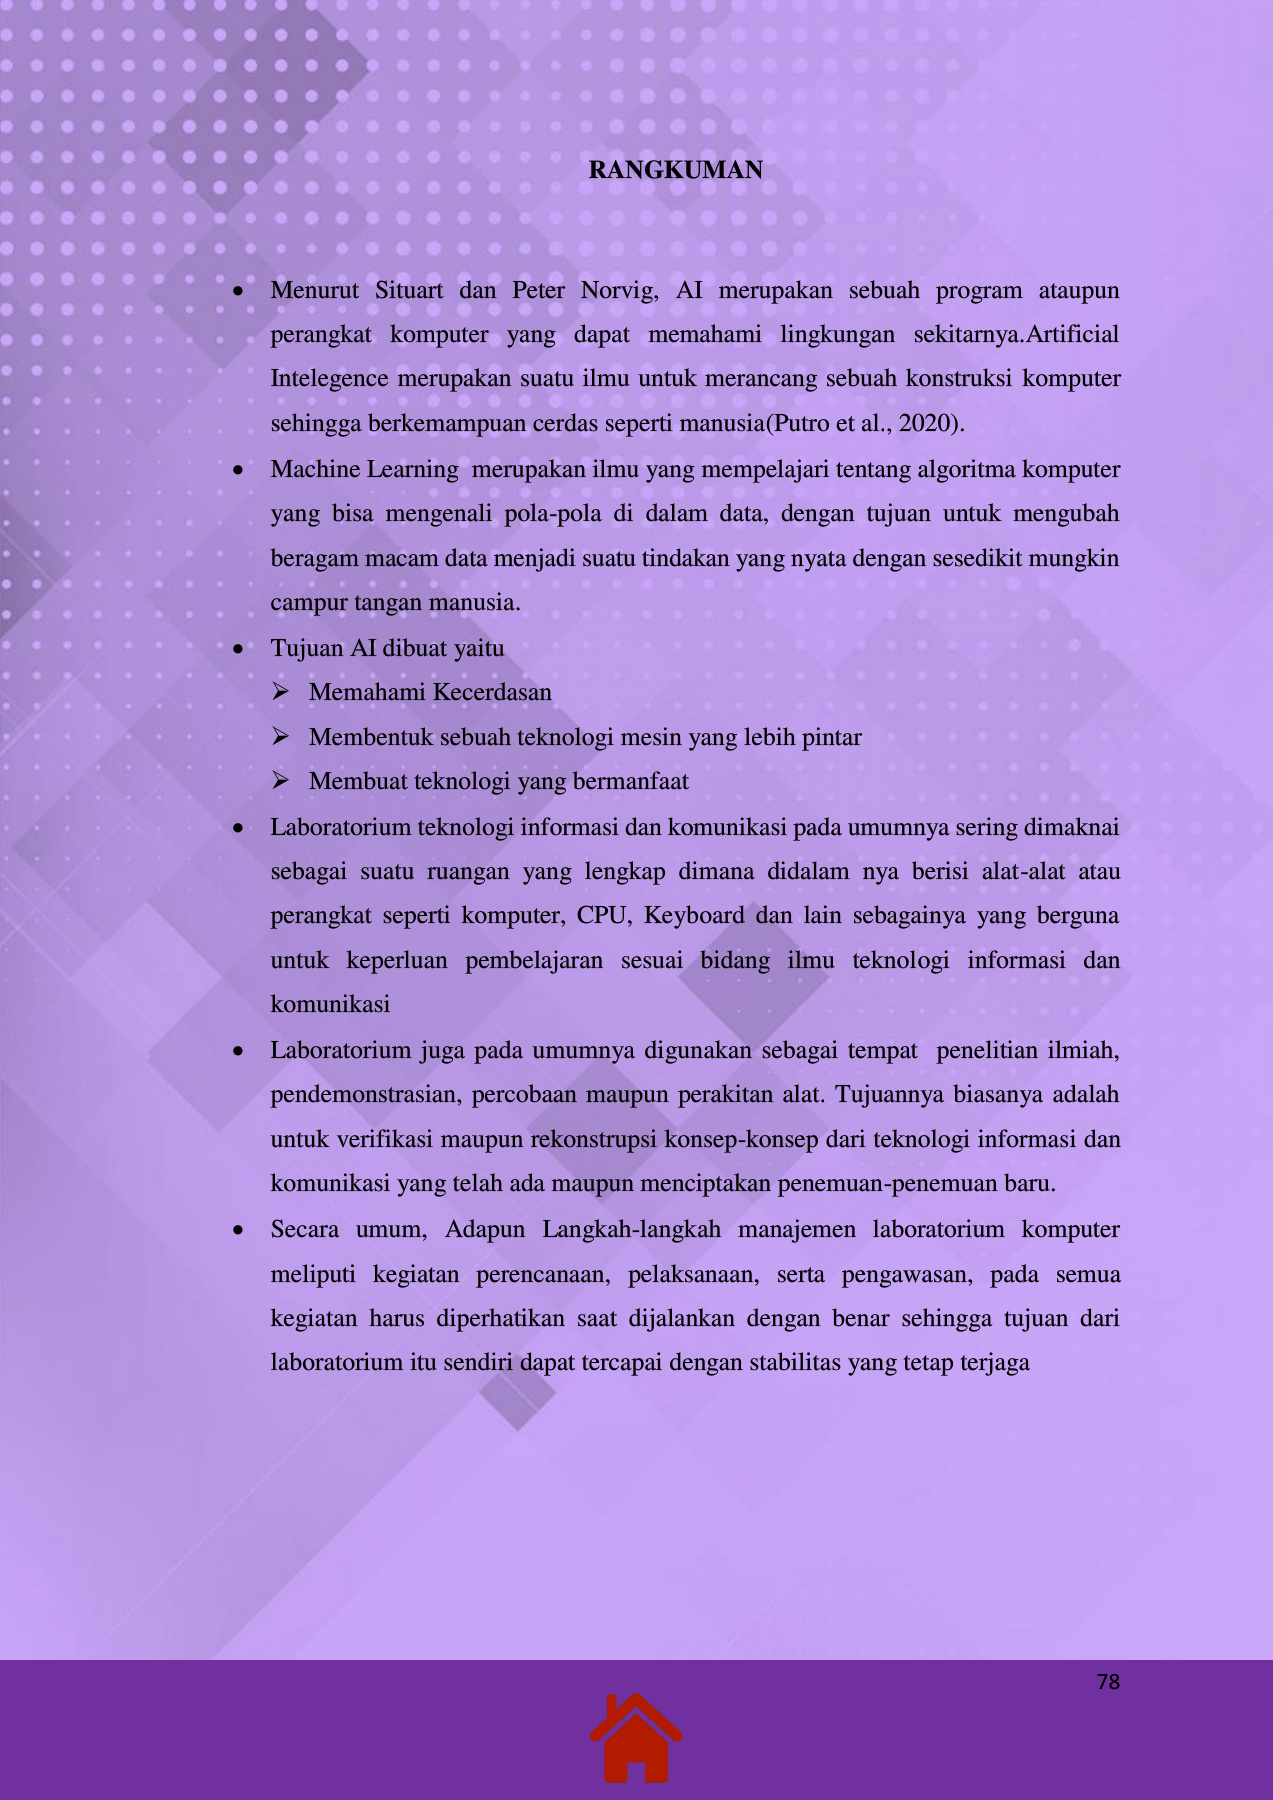 RANGKUMAN
• Menurut Situart dan Peter Norvig, AI merupakan sebuah program ataupun
perangkat komputer yang dapat memahami lingkungan sekitarnya.Artificial
Intelegence merupakan suatu ilmu untuk merancang sebuah konstruksi komputer
sehingga berkemampuan cerdas seperti manusia(Putro et al., 2020).
• Machine Learning merupakan ilmu yang mempelajari tentang algoritma komputer
yang bisa mengenali pola-pola di dalam data, dengan tujuan untuk mengubah
beragam macam data menjadi suatu tindakan yang nyata dengan sesedikit mungkin
campur tangan manusia.
• Tujuan AI dibuat yaitu
➢ Memahami Kecerdasan
➢ Membentuk sebuah teknologi mesin yang lebih pintar
➢ Membuat teknologi yang bermanfaat
• Laboratorium teknologi informasi dan komunikasi pada umumnya sering dimaknai
sebagai suatu ruangan yang lengkap dimana didalam nya berisi alat-alat atau
perangkat seperti komputer, CPU, Keyboard dan lain sebagainya yang berguna
untuk keperluan pembelajaran sesuai bidang ilmu teknologi informasi dan
komunikasi
• Laboratorium juga pada umumnya digunakan sebagai tempat penelitian ilmiah,
pendemonstrasian, percobaan maupun perakitan alat. Tujuannya biasanya adalah
untuk verifikasi maupun rekonstrupsi konsep-konsep dari teknologi informasi dan
komunikasi yang telah ada maupun menciptakan penemuan-penemuan baru.
• Secara umum, Adapun Langkah-langkah manajemen laboratorium komputer
meliputi kegiatan perencanaan, pelaksanaan, serta pengawasan, pada semua
kegiatan harus diperhatikan saat dijalankan dengan benar sehingga tujuan dari
laboratorium itu sendiri dapat tercapai dengan stabilitas yang tetap terjaga
78